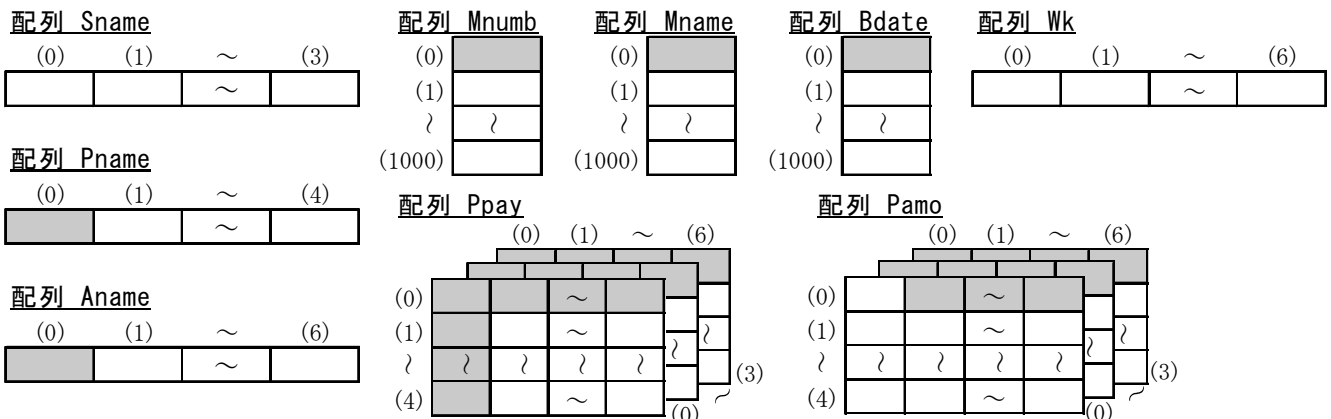 配列 Sname
(0) (1) ～ (3)
～
配列 Pname
(0) (1) ～ (4)
～
配列 Aname
(0) (1) ～ (6)
～
配列 Mnumb
(0)
(1)
～ ～
(1000)
配列 Mname
(0)
(1)
～ ～
(1000)
配列 Bdate
(0)
(1)
～ ～
(1000)
配列 Wk
(0) (1) ～ (6)
～
配列 Ppay
(0) (1) ～ (6)
(0) ～
(1) ～
～ ～ ～ ～ ～ ～ ～ (3)
(4) ～ (0) ～
配列 Pamo
(0) (1) ～ (6)
(0) ～
(1) ～
～ ～ ～ ～ ～ ～ ～ (3)
(4) ～ (0) ～